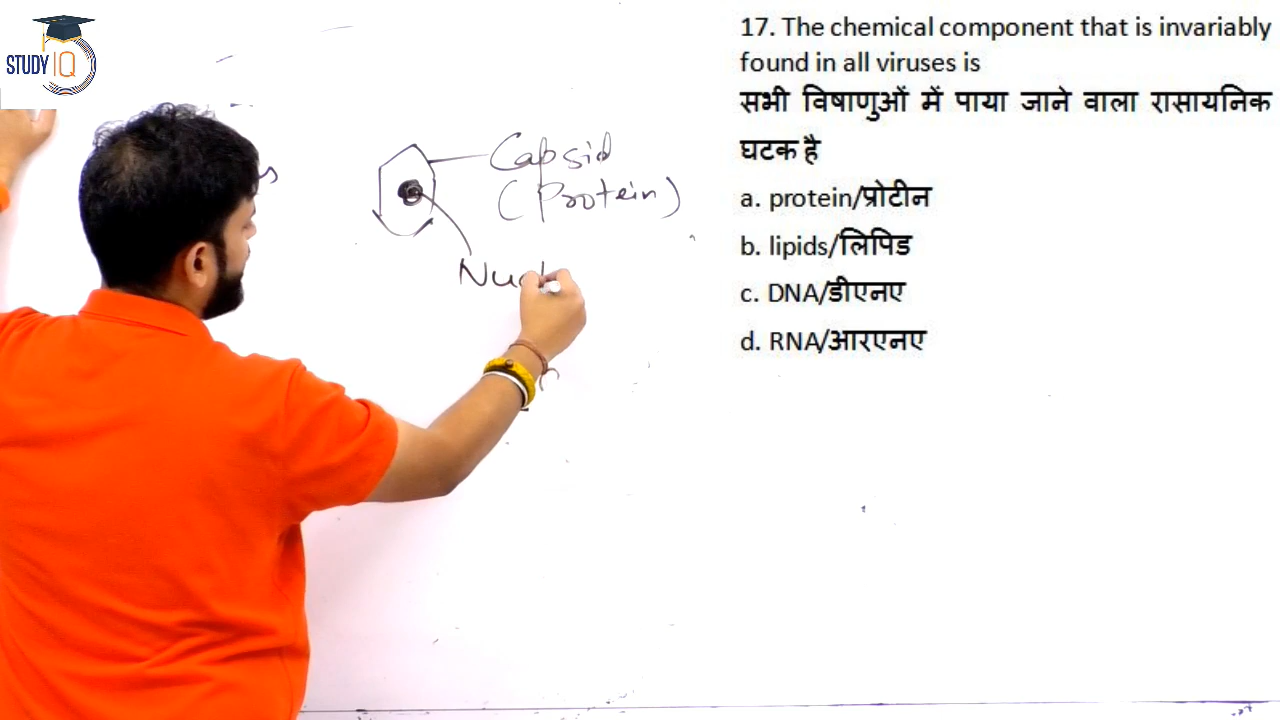 STUDY IQ
Capsid
(Protein)
17. The chemical component that is invariably
found in all viruses is
सभी विषाणुओं में पाया जाने वाला रासायनिक
घटक है
a. protein/प्रोटीन
b. lipids/लिपिड
c. DNA/डीएनए
d. RNA/आरएनए